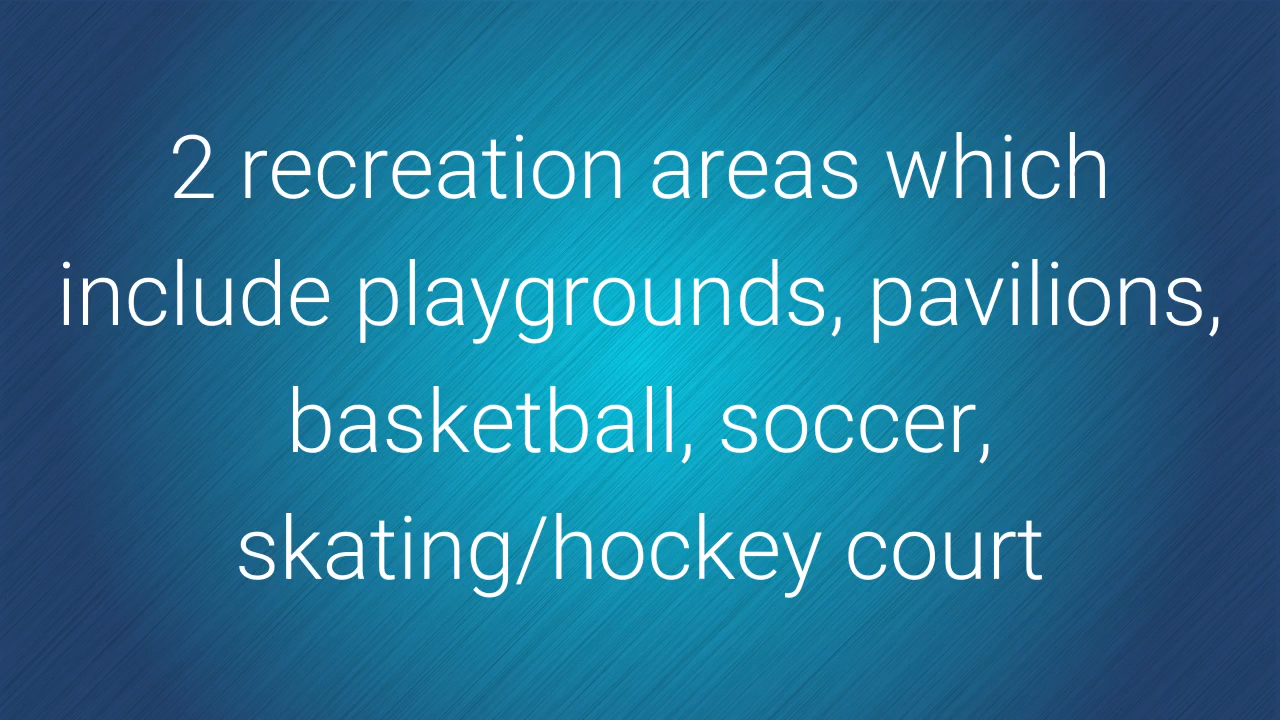 2 recreation areas which
include playgrounds, pavilions,
basketball, soccer,
skating/hockey court